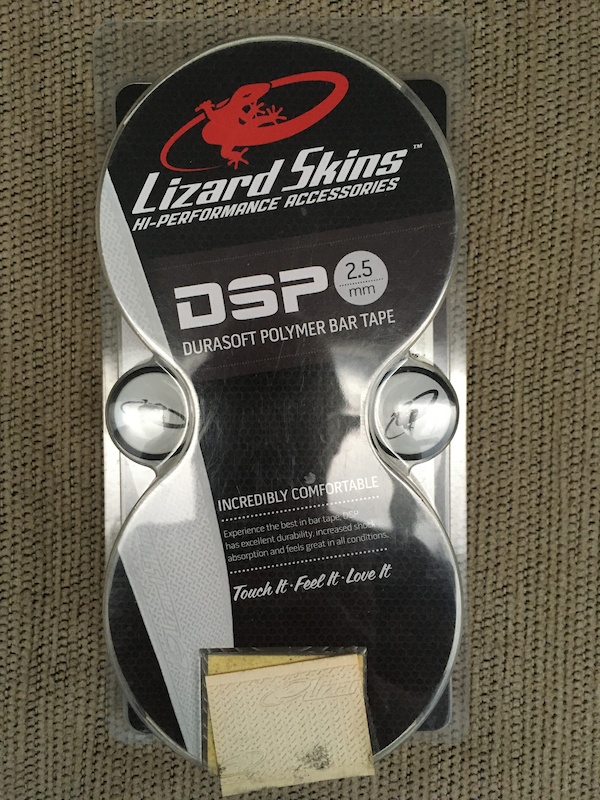 Lizard Skins™
HI-PERFORMANCE ACCESSORIES
DSP 2.5 mm
DURASOFT POLYMER BAR TAPE
INCREDIBLY COMFORTABLE
Experience the best in bar tape. DSP
has excellent durability, increased shock
absorption and feels great in all conditions.
Touch It · Feel It · Love It